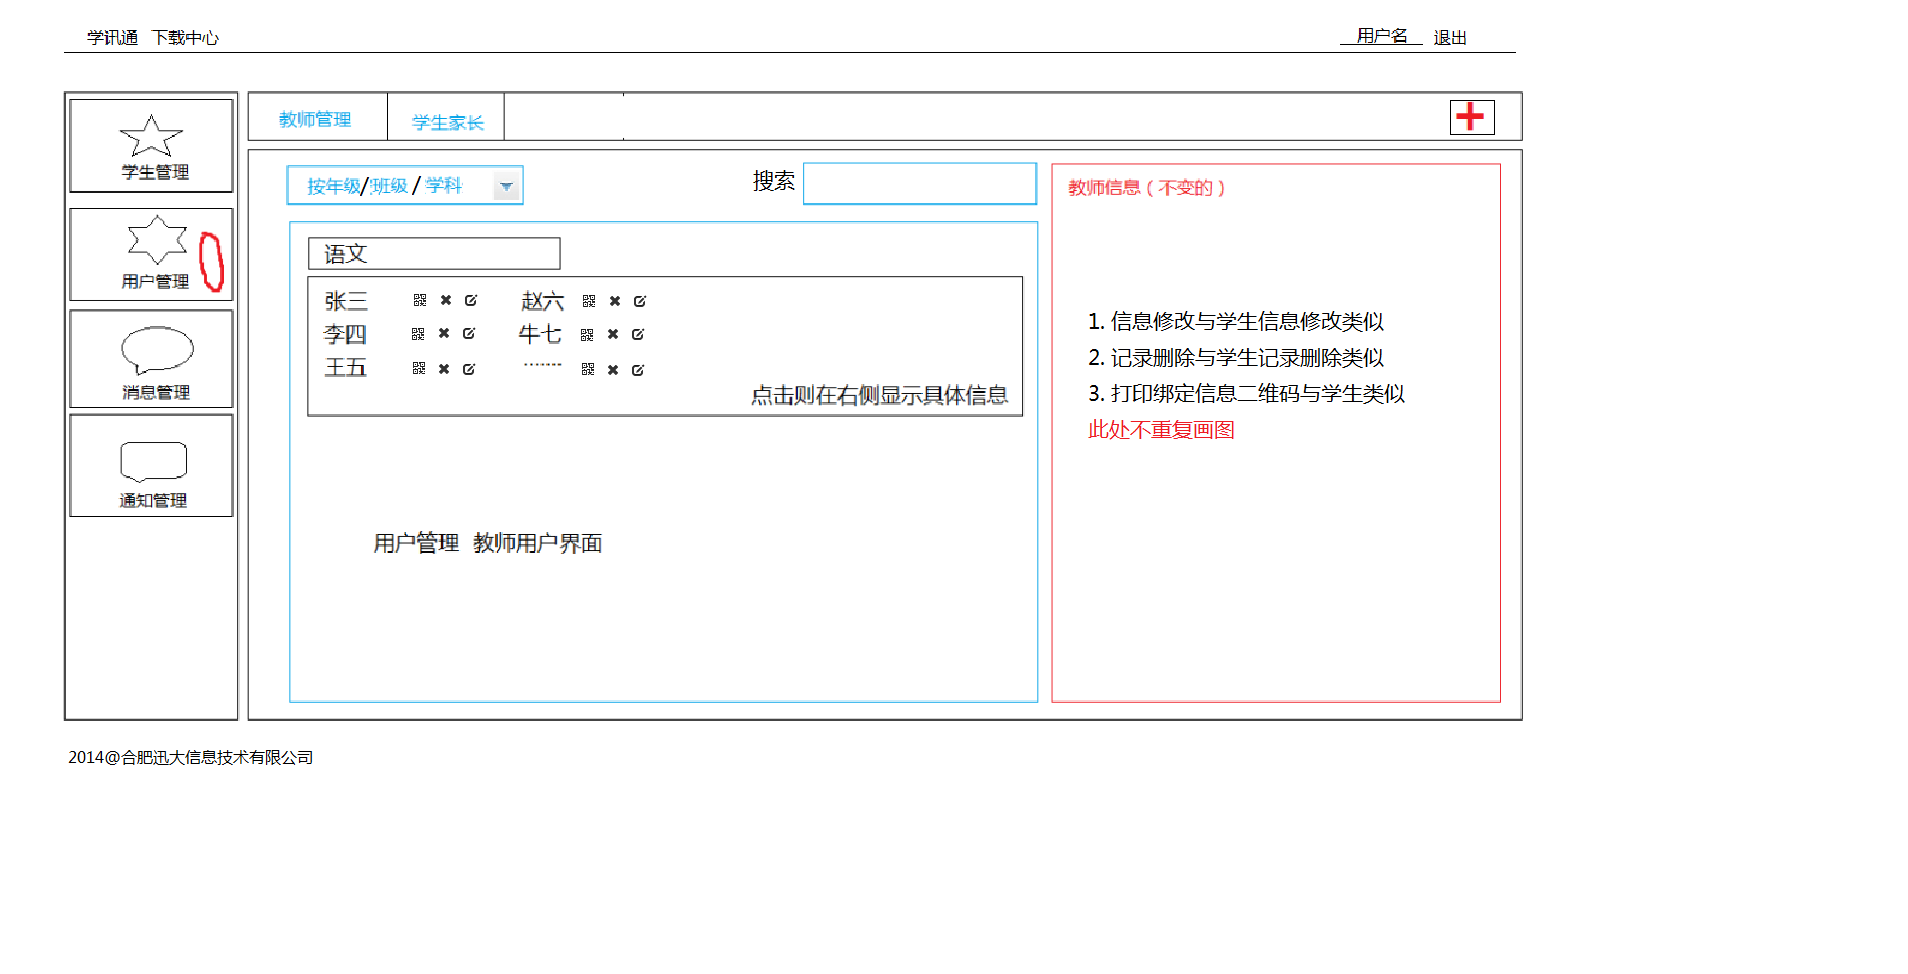 学讯通 下载中心
用户名 退出
学生管理
用户管理
消息管理
通知管理
教师管理 学生家长
按年级/班级 / 学科
搜索
语文
张三 赵六
李四 牛七
王五 .......
点击则在右侧显示具体信息
用户管理 教师用户界面
教师信息（不变的）
1. 信息修改与学生信息修改类似
2. 记录删除与学生记录删除类似
3. 打印绑定信息二维码与学生类似
此处不重复画图
2014@合肥迅大信息技术有限公司